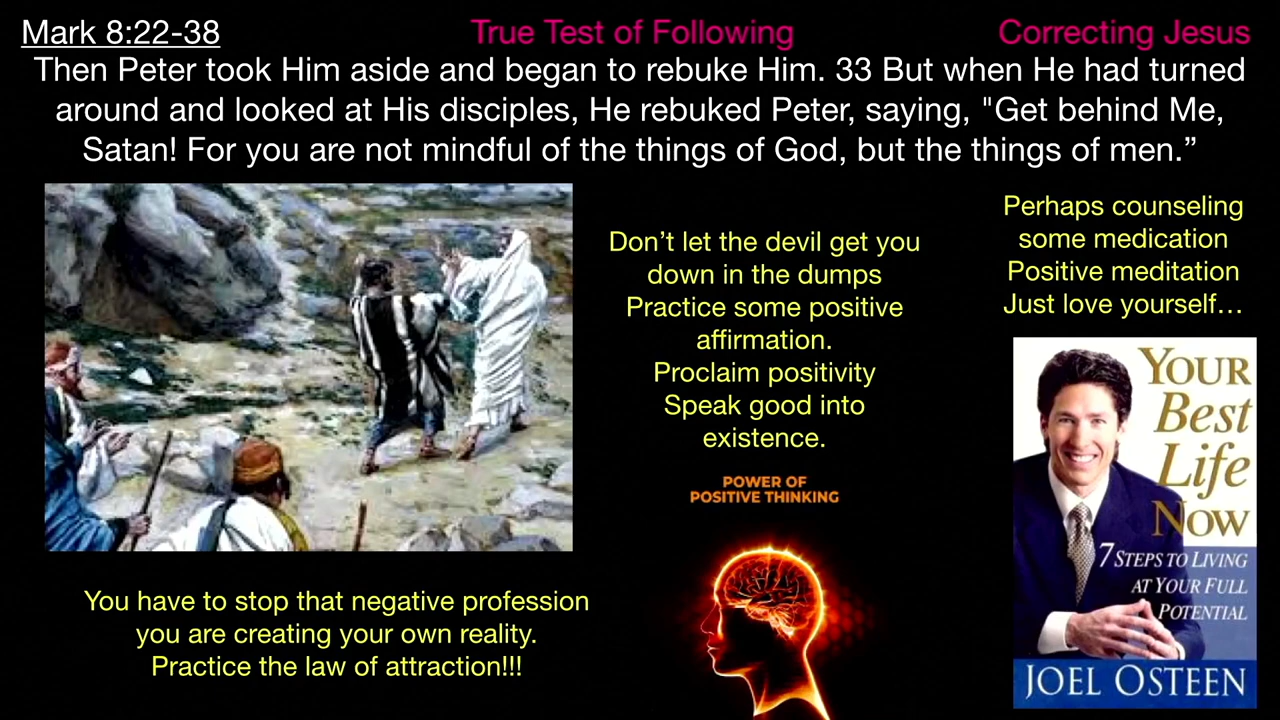 Mark 8:22-38
True Test of Following
Correcting Jesus
Then Peter took Him aside and began to rebuke Him. 33 But when He had turned
around and looked at His disciples, He rebuked Peter, saying, "Get behind Me,
Satan! For you are not mindful of the things of God, but the things of men.”
Don’t let the devil get you
down in the dumps
Practice some positive
affirmation.
Proclaim positivity
Speak good into
existence.
POWER OF
POSITIVE THINKING
You have to stop that negative profession
you are creating your own reality.
Practice the law of attraction!!!
Perhaps counseling
some medication
Positive meditation
Just love yourself…
YOUR
BEST
LIFE
NOW
7 STEPS TO LIVING
AT YOUR FULL
POTENTIAL
JOEL OSTEEN